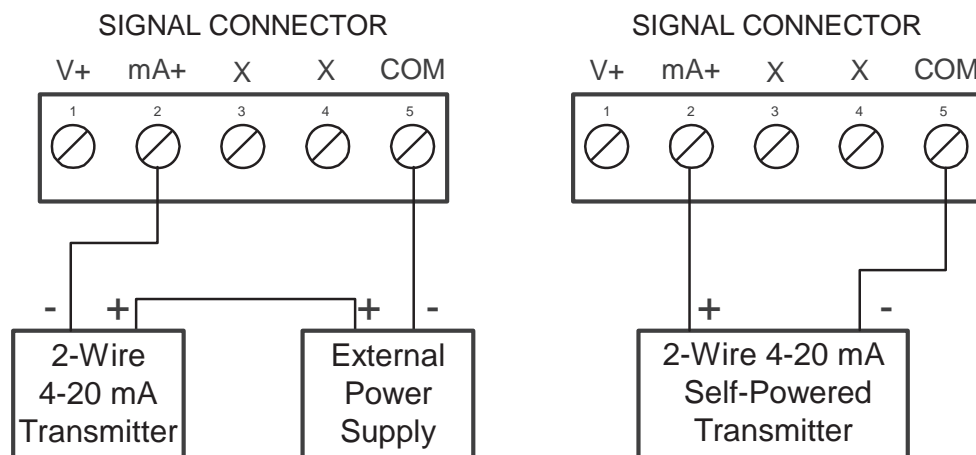 SIGNAL CONNECTOR
V+ mA+ X X COM
1 2 3 4 5
- + + -
2-Wire
4-20 mA
Transmitter
External
Power
Supply
SIGNAL CONNECTOR
V+ mA+ X X COM
1 2 3 4 5
+ -
2-Wire 4-20 mA
Self-Powered
Transmitter